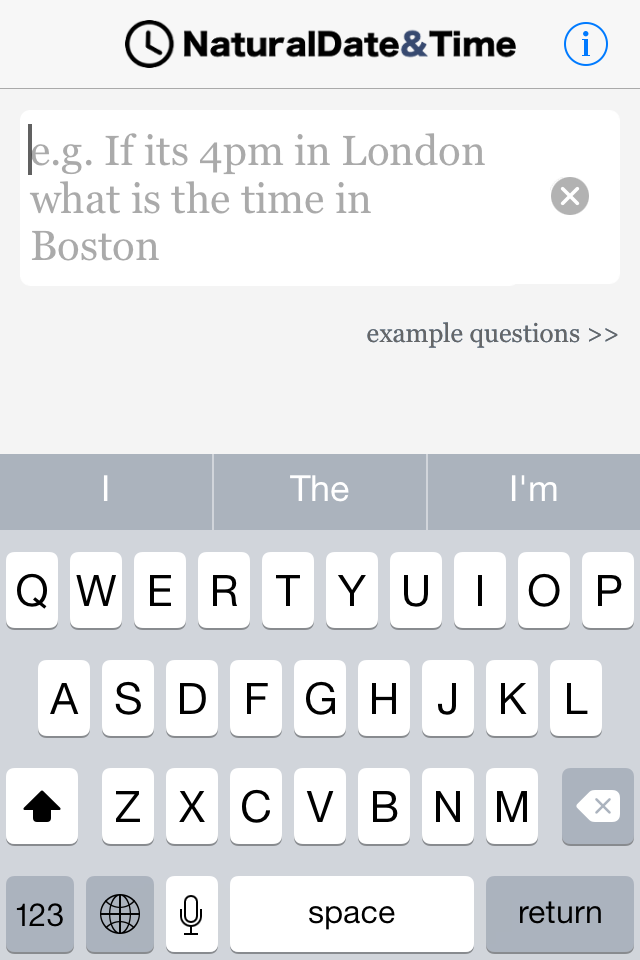 NaturalDate&Time
i
e.g. If its 4pm in London
what is the time in
Boston
example questions >>
I The I'm
Q W E R T Y U I O P
A S D F G H J K L
Z X C V B N M
123 space return